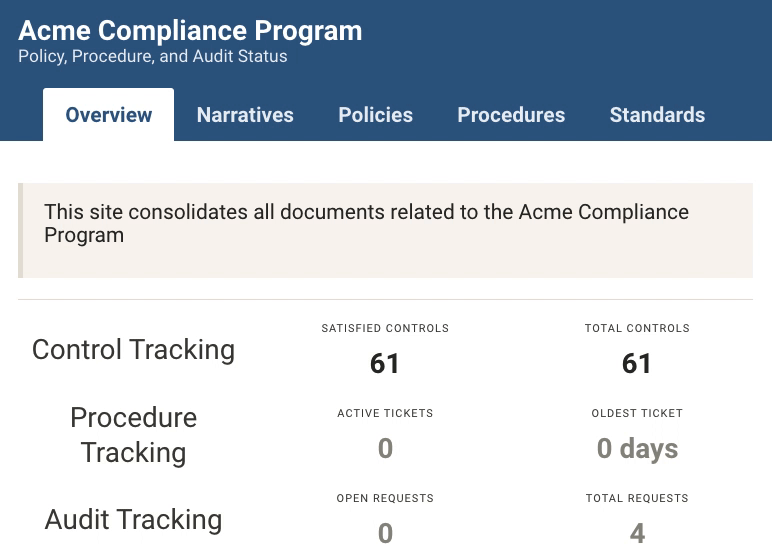 Acme Compliance Program
Policy, Procedure, and Audit Status
Overview Narratives Policies Procedures Standards
This site consolidates all documents related to the Acme Compliance
Program
SATISFIED CONTROLS TOTAL CONTROLS
Control Tracking
61 61
Procedure
Tracking
ACTIVE TICKETS OLDEST TICKET
0 0 days
OPEN REQUESTS TOTAL REQUESTS
Audit Tracking
0 4